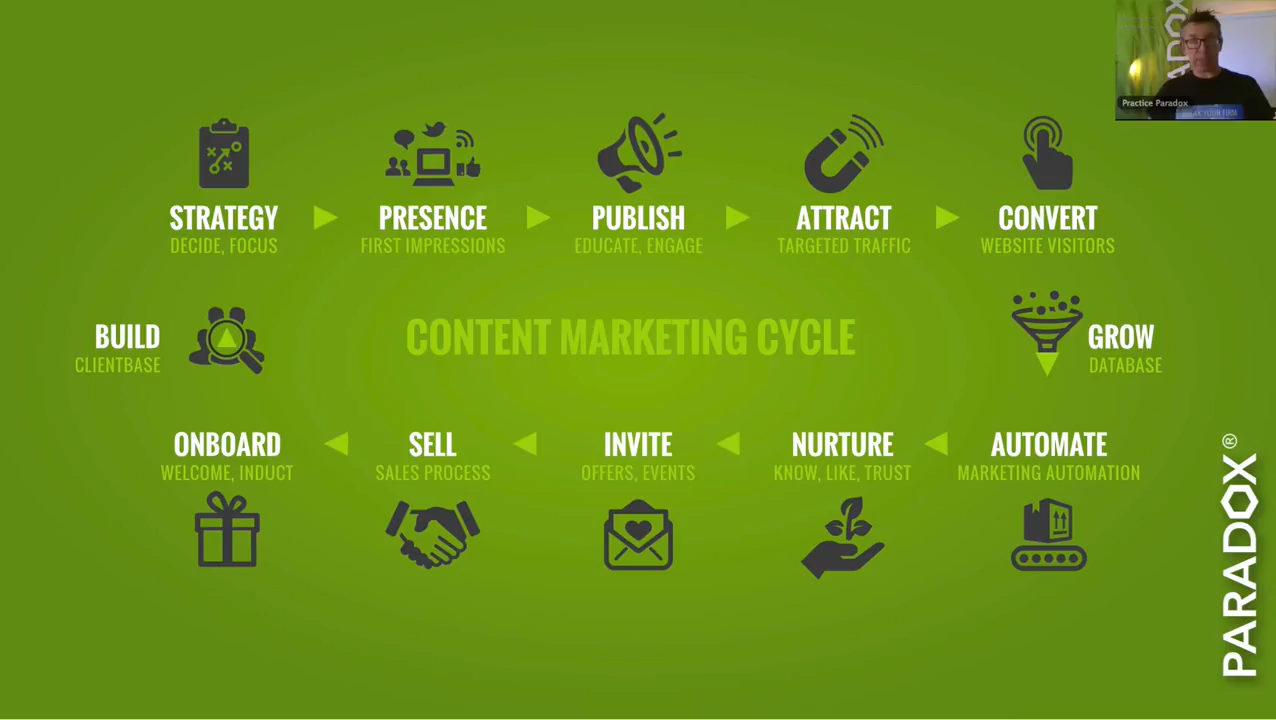 Practice Paradox
STRATEGY
DECIDE, FOCUS
PRESENCE
FIRST IMPRESSIONS
PUBLISH
EDUCATE, ENGAGE
ATTRACT
TARGETED TRAFFIC
CONVERT
WEBSITE VISITORS
BUILD
CLIENTBASE
CONTENT MARKETING CYCLE
GROW
DATABASE
ONBOARD
WELCOME, INDUCT
SELL
SALES PROCESS
INVITE
OFFERS, EVENTS
NURTURE
KNOW, LIKE, TRUST
AUTOMATE
MARKETING AUTOMATION
PARADOX®